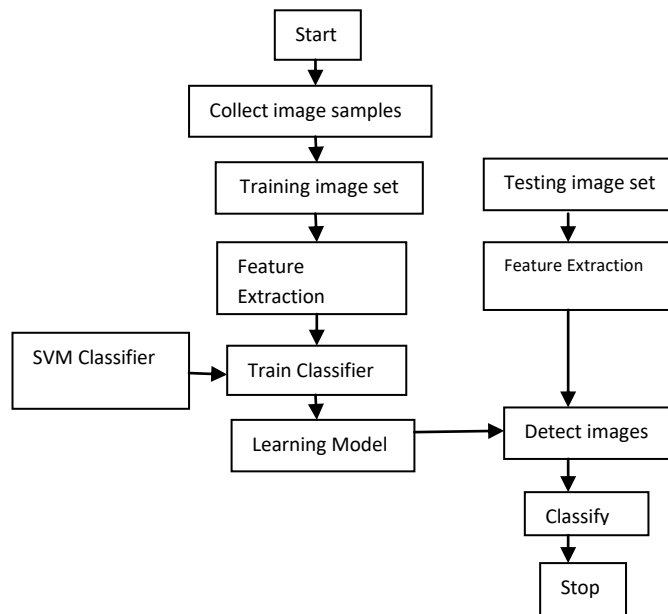 Start
Collect image samples
Training image set
Testing image set
Feature
Extraction
Feature Extraction
SVM Classifier
Train Classifier
Learning Model
Detect images
Classify
Stop